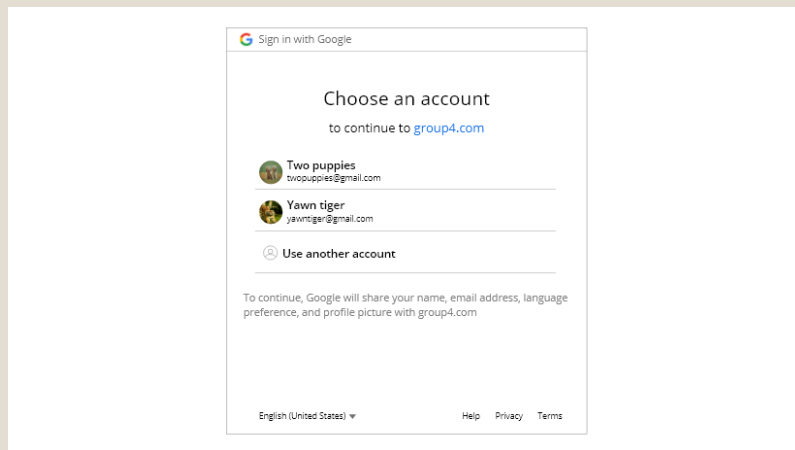 Sign in with Google
Choose an account
to continue to group4.com
Two puppies
twopuppies@gmail.com
Yawn tiger
yawntiger@gmail.com
Use another account
To continue, Google will share your name, email address, language
preference, and profile picture with group4.com
English (United States) Help Privacy Terms